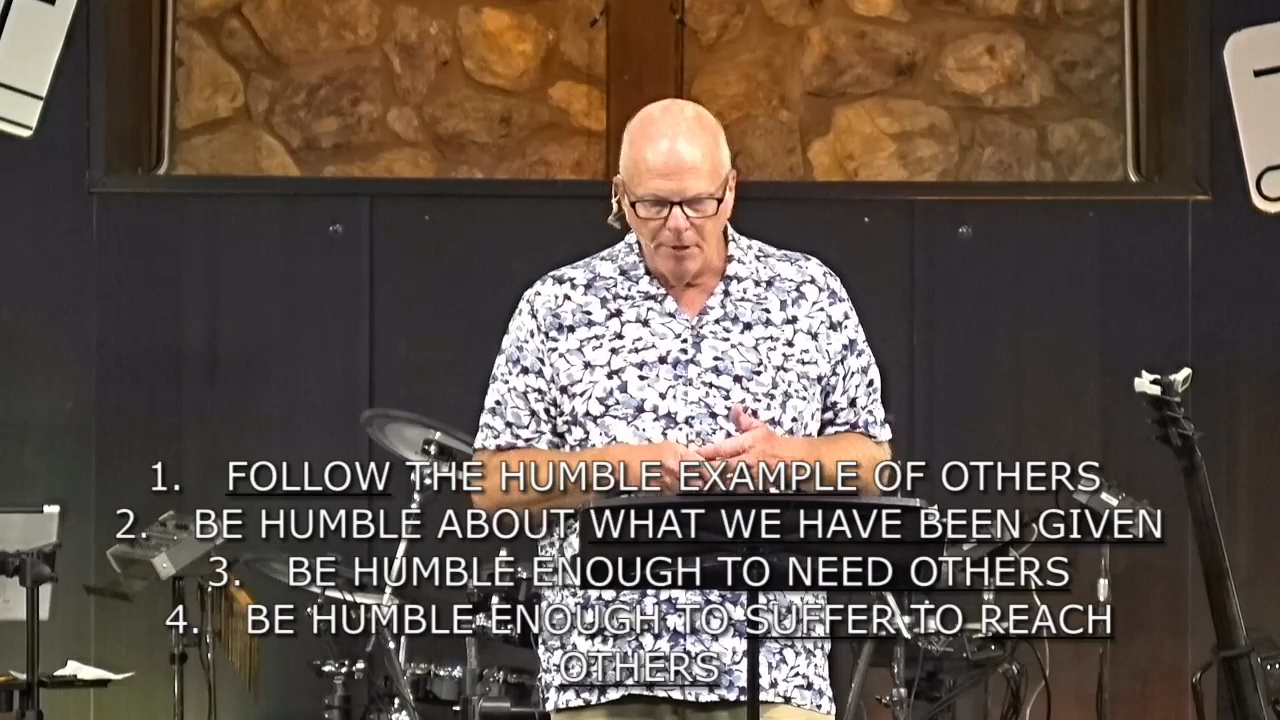 1. FOLLOW THE HUMBLE EXAMPLE OF OTHERS
2. BE HUMBLE ABOUT WHAT WE HAVE BEEN GIVEN
3. BE HUMBLE ENOUGH TO NEED OTHERS
4. BE HUMBLE ENOUGH TO SUFFER TO REACH
OTHERS